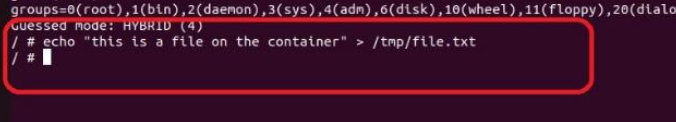 groups=0(root),1(bin),2(daemon),3(sys),4(adm),6(disk),10(wheel),11(floppy),20(dialo
Guessed mode: HYBRID (4)
/ # echo "this is a file on the container" > /tmp/file.txt
/ #